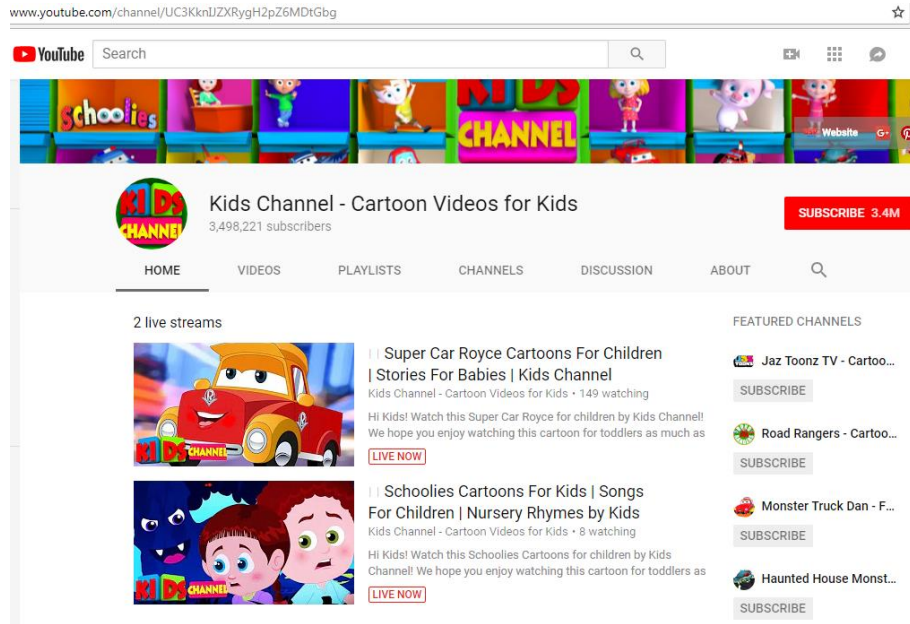 www.youtube.com/channel/UC3KknIJZXRygH2pZ6MDtGbg
YouTube
Search
Schoolies
KIDS
CHANNEL
Website
G+
KIDS
CHANNEL
Kids Channel - Cartoon Videos for Kids
3,498,221 subscribers
SUBSCRIBE 3.4M
HOME VIDEOS PLAYLISTS CHANNELS DISCUSSION ABOUT
2 live streams
KIDS CHANNEL
Super Car Royce Cartoons For Children
| Stories For Babies | Kids Channel
Kids Channel - Cartoon Videos for Kids • 149 watching
Hi Kids! Watch this Super Car Royce for children by Kids Channel!
We hope you enjoy watching this cartoon for toddlers as much as
LIVE NOW
KIDS CHANNEL
Schoolies Cartoons For Kids | Songs
For Children | Nursery Rhymes by Kids
Kids Channel - Cartoon Videos for Kids • 8 watching
Hi Kids! Watch this Schoolies Cartoons for children by Kids
Channel! We hope you enjoy watching this cartoon for toddlers as
LIVE NOW
FEATURED CHANNELS
Jaz Toonz TV - Cartoo...
SUBSCRIBE
Road Rangers - Cartoo...
SUBSCRIBE
Monster Truck Dan - F...
SUBSCRIBE
Haunted House Monst...
SUBSCRIBE